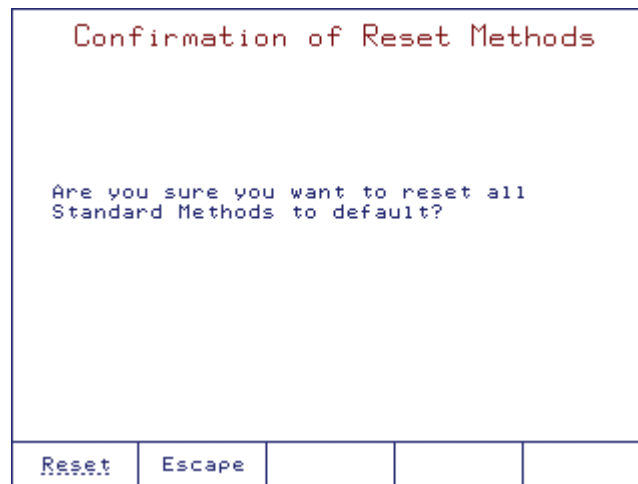 Confirmation of Reset Methods
Are you sure you want to reset all
Standard Methods to default?
Reset Escape